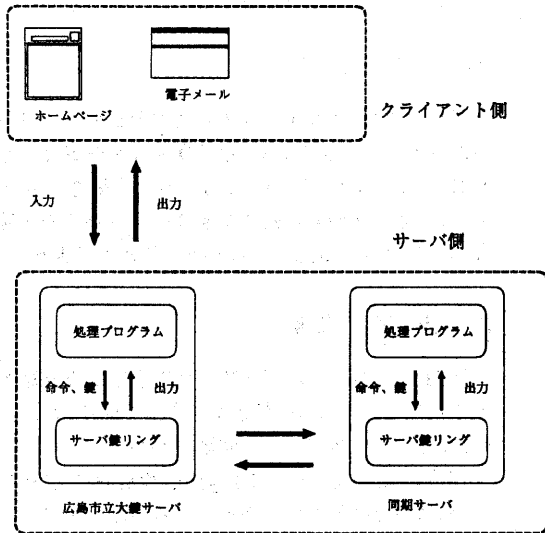 ホームページ
電子メール
クライアント側
入力
出力
サーバ側
処理プログラム
命令、鍵
出力
サーバ鍵リング
広島市立大鍵サーバ
処理プログラム
命令、鍵
出力
サーバ鍵リング
同期サーバ